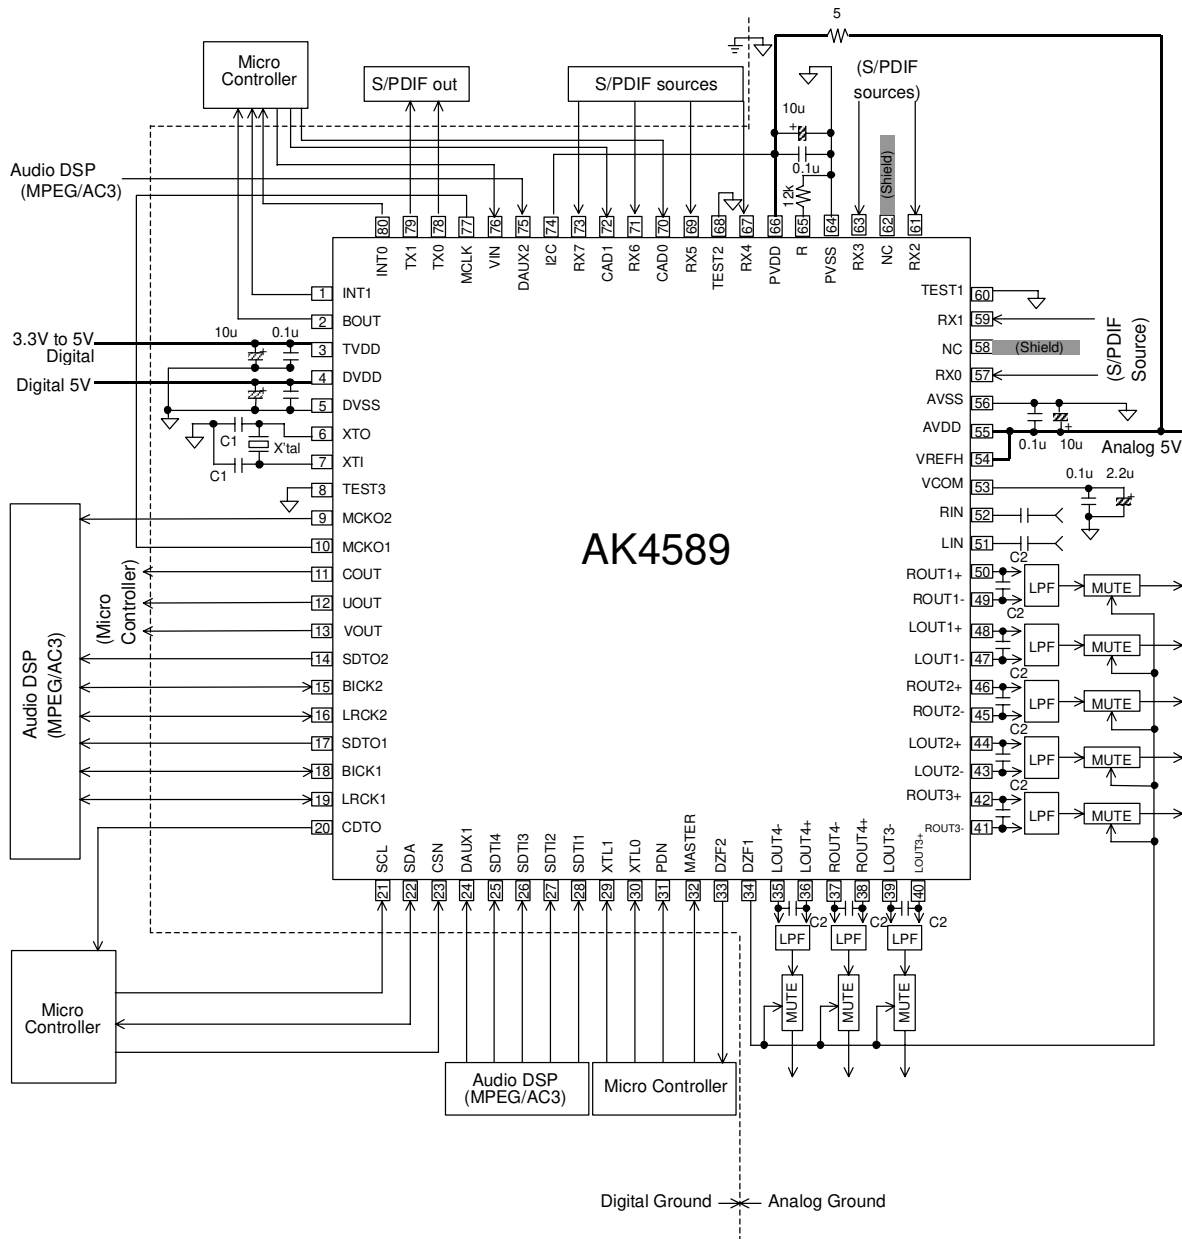 5
Micro
Controller
S/PDIF out
S/PDIF sources
(S/PDIF
sources)
10u
+
0.1u
12k
(Shield)
Audio DSP
(MPEG/AC3)
80
79
78
77
76
75
74
73
72
71
70
69
68
67
66
65
64
63
62
61
INT0
TX1
TX0
MCLK
VIN
DAUX2
I2C
RX7
CAD1
RX6
CAD0
RX5
TEST2
RX4
PVDD
R
PVSS
RX3
NC
RX2
1 INT1
2 BOUT
3.3V to 5V
Digital
10u
0.1u
+
3 TVDD
Digital 5V
4 DVDD
+
5 DVSS
C1
6 XTO
X'tal
C1
7 XTI
8 TEST3
9 MCKO2
10 MCKO1
11 COUT
12 UOUT
13 VOUT
14 SDTO2
15 BICK2
16 LRCK2
17 SDTO1
18 BICK1
19 LRCK1
20 CDTO
(Micro
Controller)
Audio DSP
(MPEG/AC3)
AK4589
TEST1 60
RX1 59
NC 58 (Shield)
RX0 57
(S/PDIF
Source)
AVSS 56
AVDD 55
0.1u
10u
+
Analog 5V
VREFH 54
VCOM 53
0.1u
2.2u
+
RIN 52
LIN 51
ROUT1+ 50
C2
LPF
MUTE
ROUT1- 49
C2
LOUT1+ 48
LPF
MUTE
LOUT1- 47
C2
ROUT2+ 46
LPF
MUTE
ROUT2- 45
C2
LOUT2+ 44
LPF
MUTE
LOUT2- 43
C2
ROUT3+ 42
LPF
MUTE
ROUT3- 41
SCL
SDA
CSN
DAUX1
SDTI4
SDTI3
SDTI2
SDTI1
XTL1
XTL0
PDN
MASTER
DZF2
DZF1
LOUT4-
LOUT4+
ROUT4-
ROUT4+
LOUT3-
LOUT3+
21
22
23
24
25
26
27
28
29
30
31
32
33
34
35
36
37
38
39
40
C2
C2
C2
LPF
LPF
LPF
MUTE
MUTE
MUTE
Micro
Controller
Audio DSP
(MPEG/AC3)
Micro Controller
Digital Ground
Analog Ground